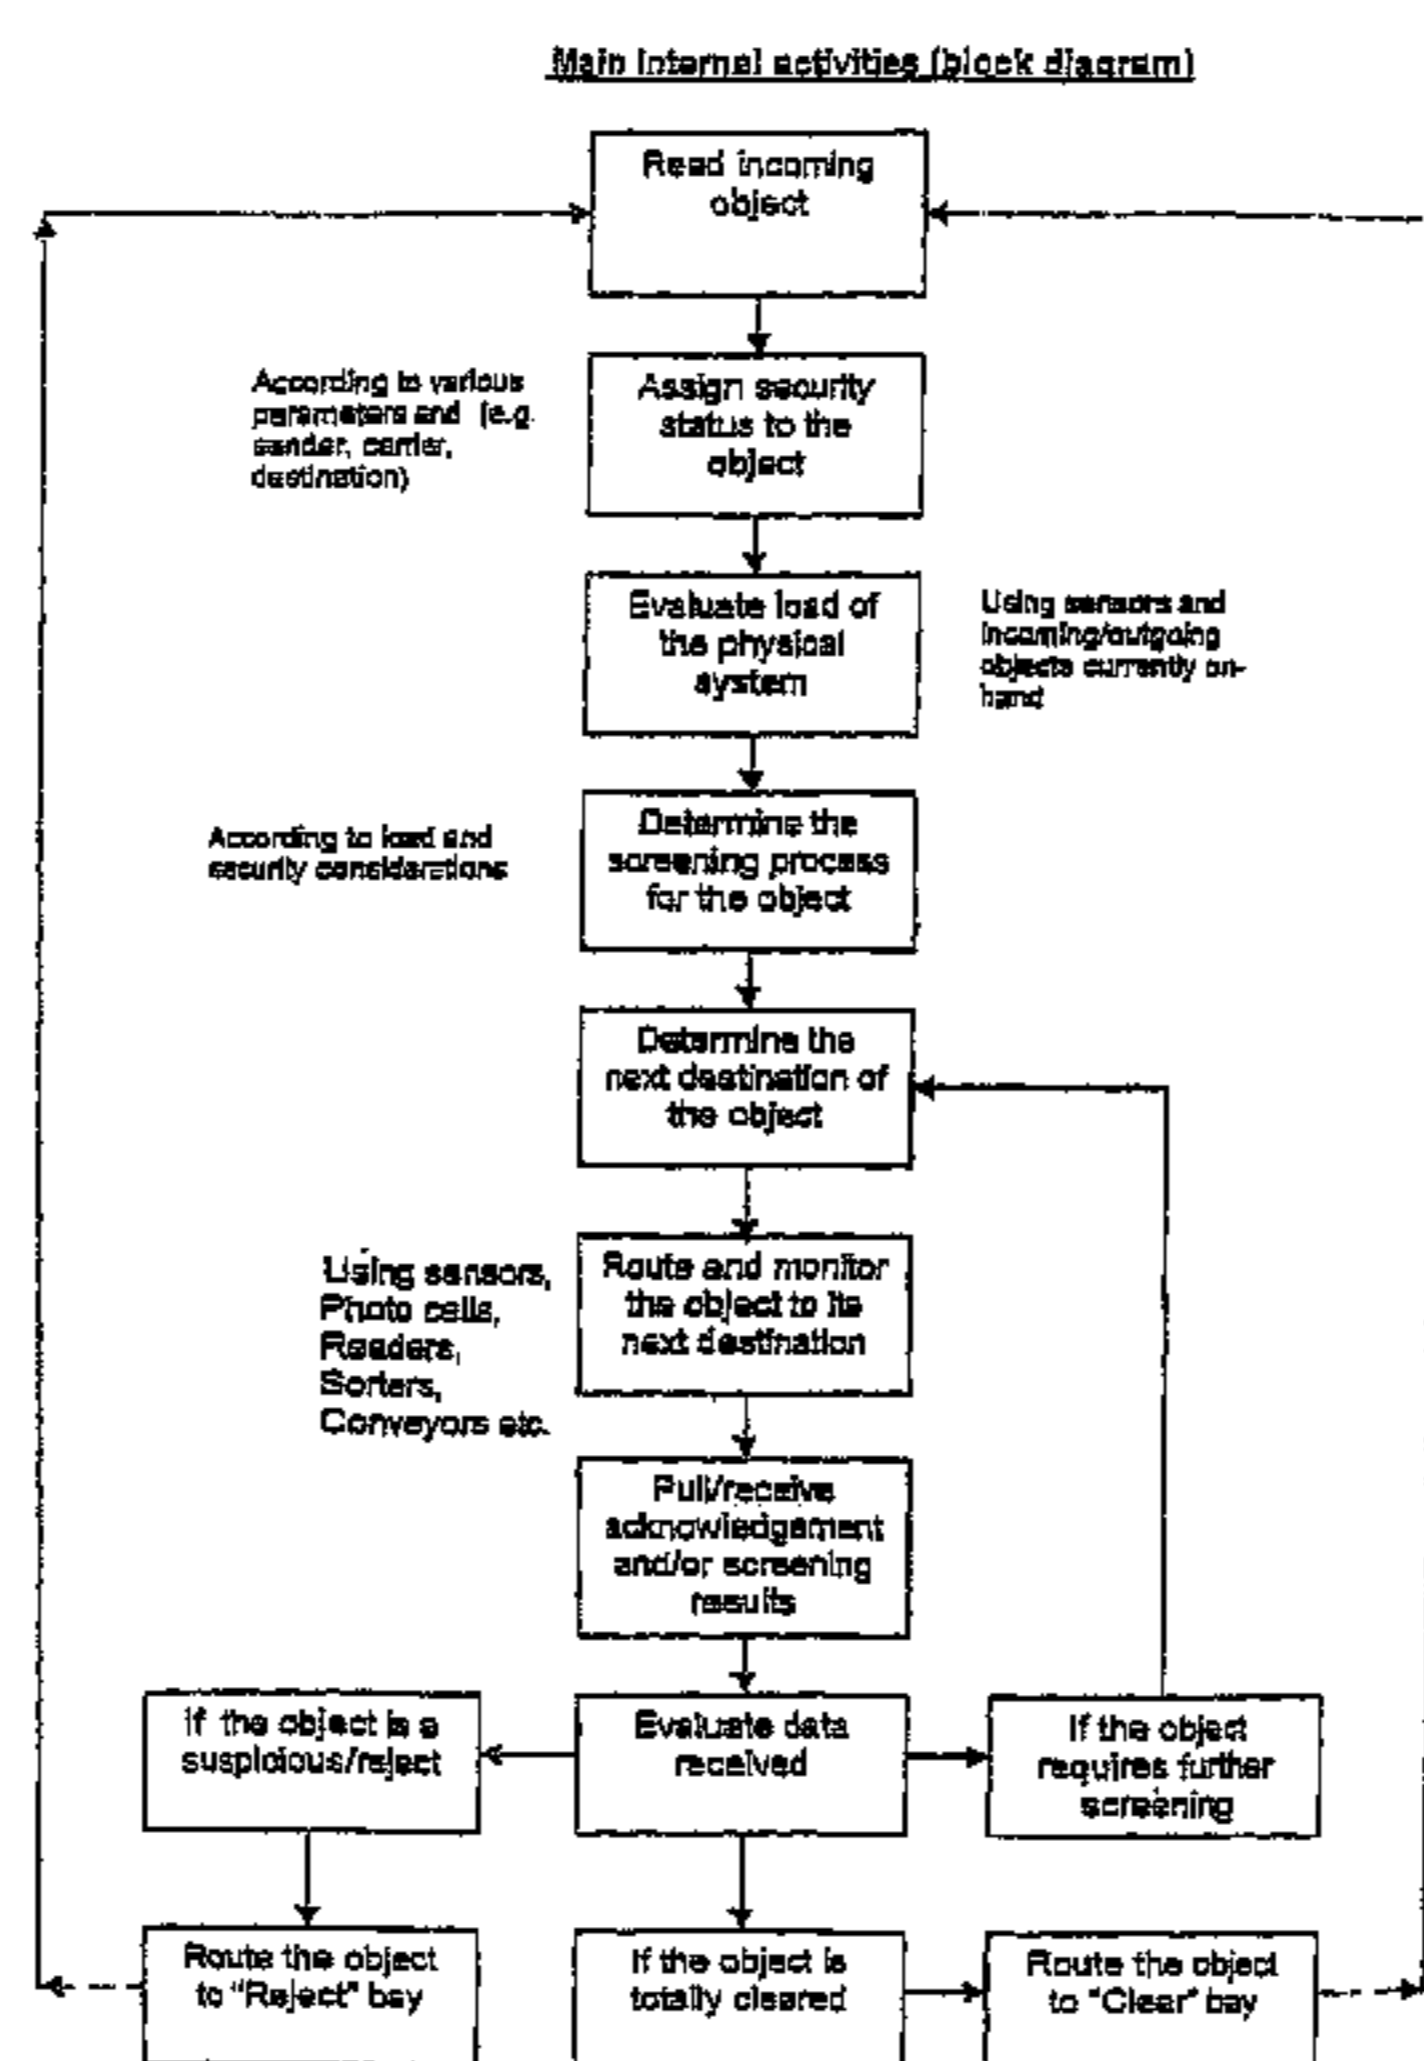 Main internal activities (block diagram)
Read incoming
object
According to various
parameters and (e.g.
sender, carrier,
destination)
Assign security
status to the
object
Evaluate load of
the physical
system
Using sensors and
incoming/outgoing
objects currently on-
hand
According to load and
security considerations
Determine the
screening process
for the object
Determine the
next destination of
the object
Using sensors,
Photo cells,
Readers,
Sorters,
Conveyors etc.
Route and monitor
the object to its
next destination
Pull/receive
acknowledgement
and/or screening
results
If the object is a
suspicious/reject
Evaluate data
received
If the object
requires further
screening
Route the object
to "Reject" bay
If the object is
totally cleared
Route the object
to "Clear" bay